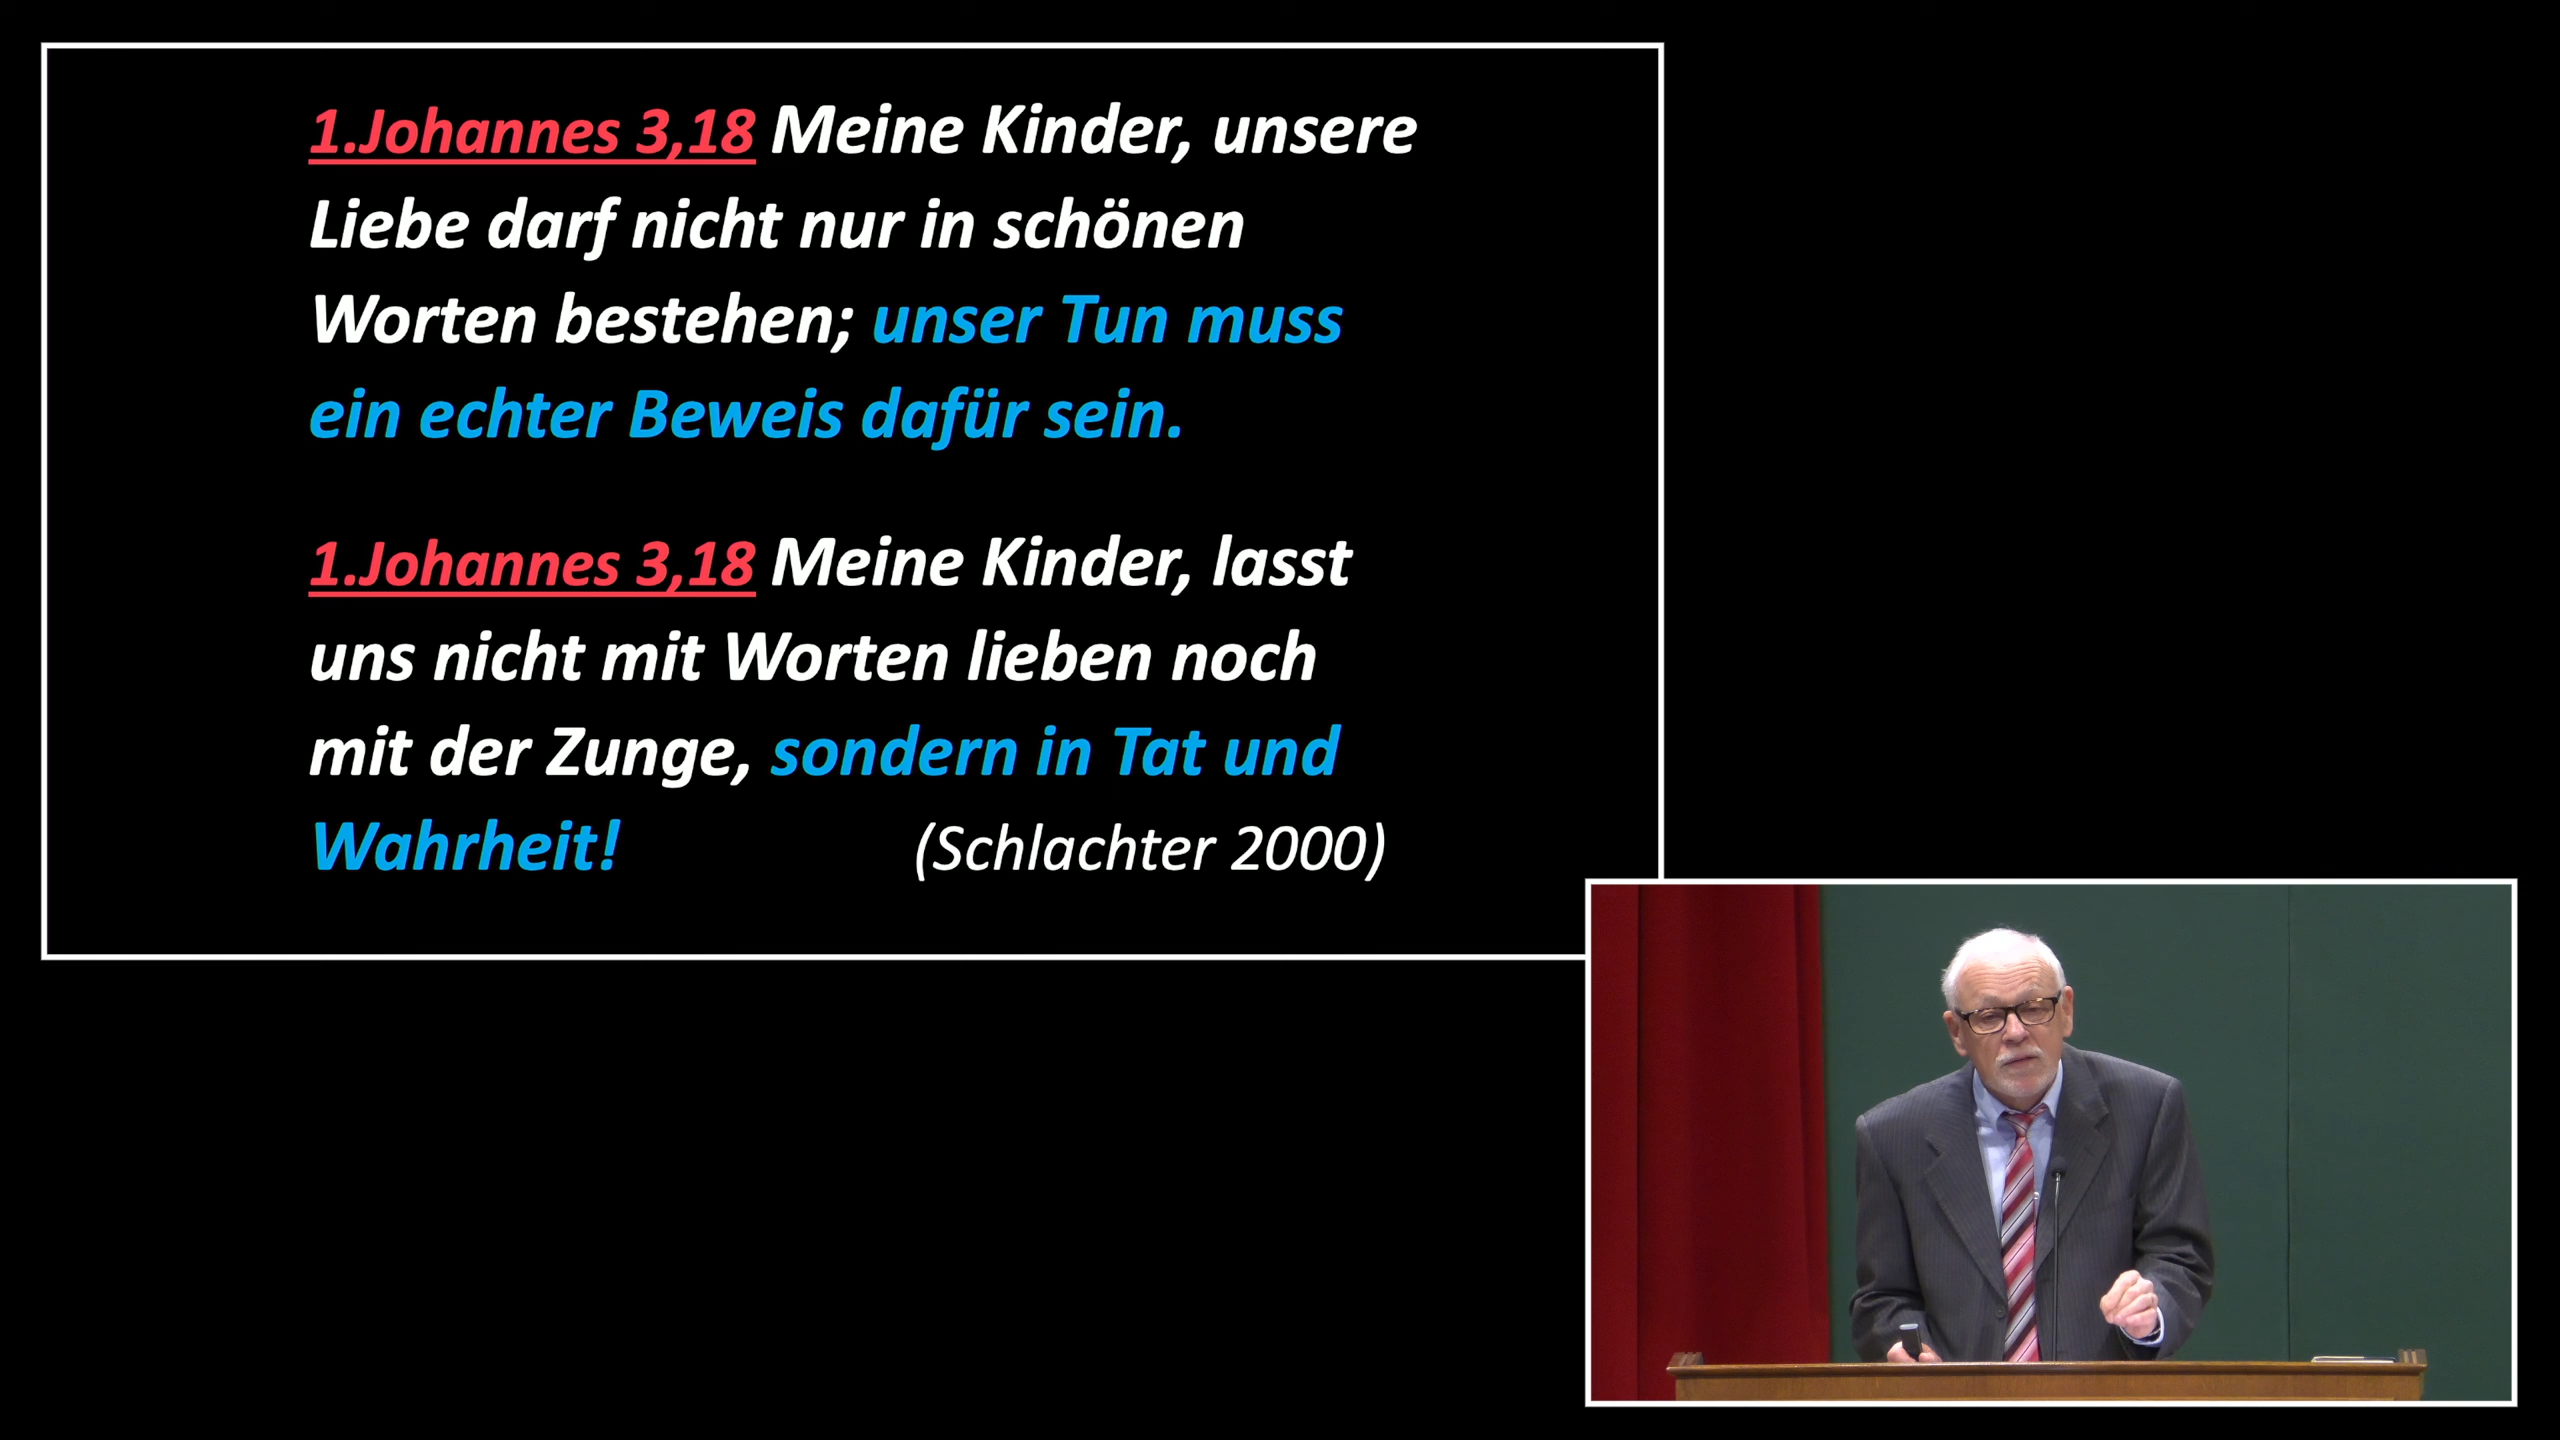 1.Johannes 3,18 Meine Kinder, unsere
Liebe darf nicht nur in schönen
Worten bestehen; unser Tun muss
ein echter Beweis dafür sein.
1.Johannes 3,18 Meine Kinder, lasst
uns nicht mit Worten lieben noch
mit der Zunge, sondern in Tat und
Wahrheit! (Schlachter 2000)